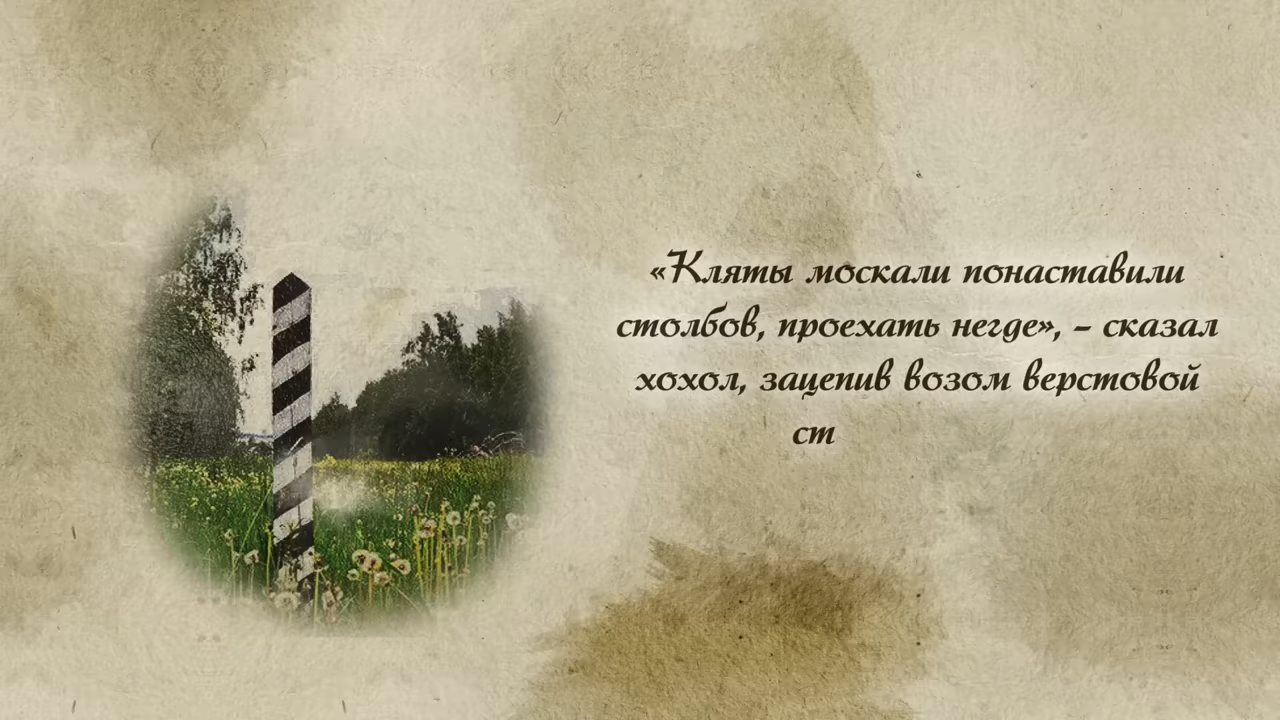 «Кляты москали понаставили
столбов, проехать негде», – сказал
хохол, зацепив возом верстовой
ст